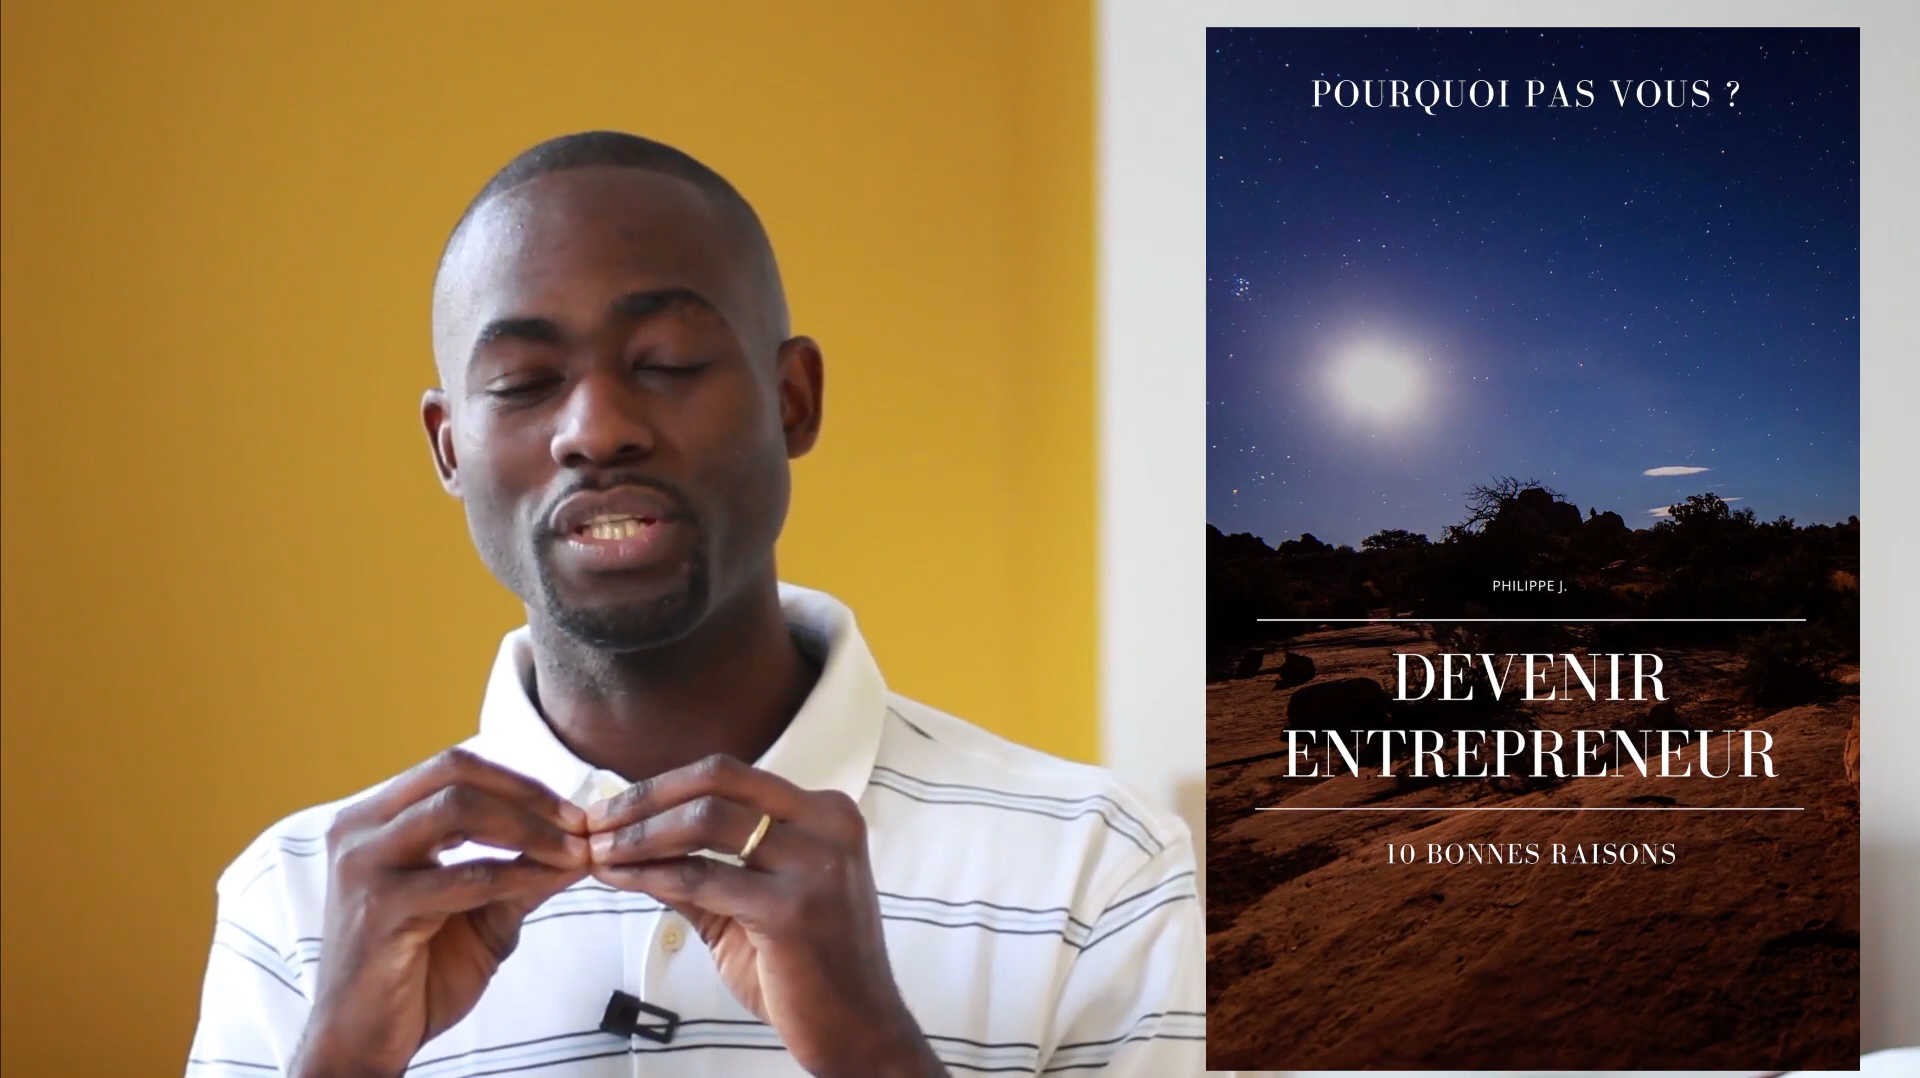 POURQUOI PAS VOUS ?
PHILIPPE J.
DEVENIR
ENTREPRENEUR
10 BONNES RAISONS